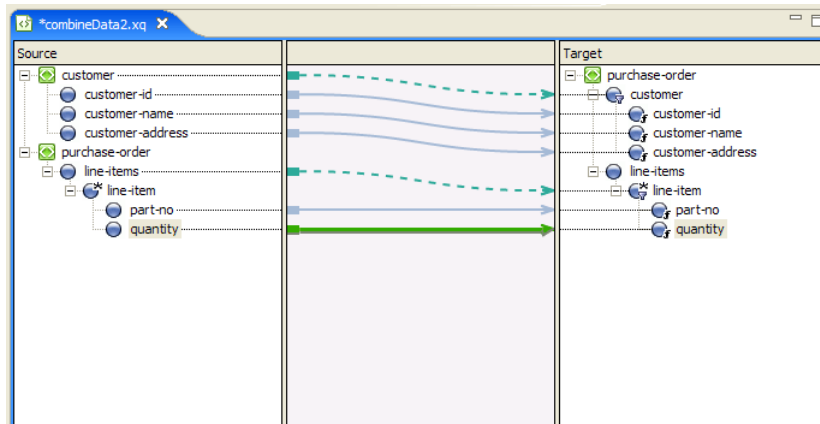 *combineData2.xq
Source
customer
customer-id
customer-name
customer-address
purchase-order
line-items
line-item
part-no
quantity
Target
purchase-order
customer
customer-id
customer-name
customer-address
line-items
line-item
part-no
quantity